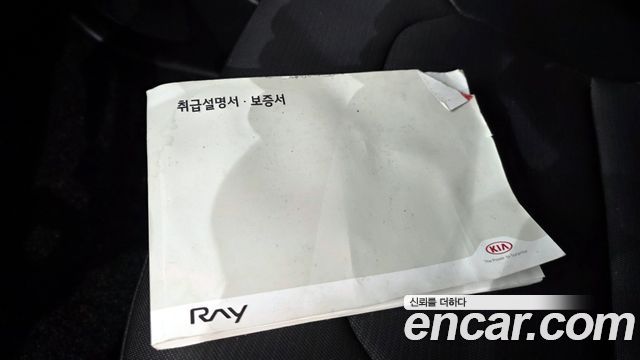 취급설명서 · 보증서
KIA
The Power to Surprise
RAY
신뢰를 더하다
encar.com